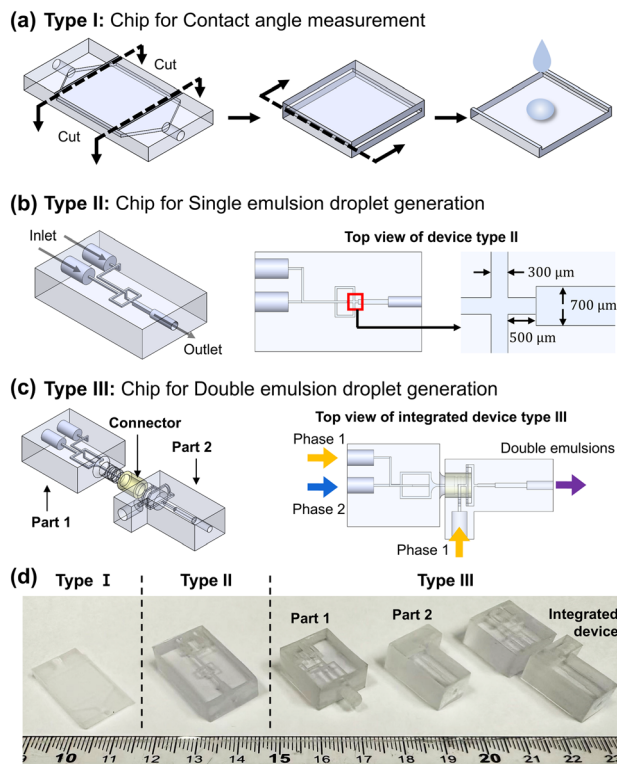 (a) Type I: Chip for Contact angle measurement
Cut
Cut
(b) Type II: Chip for Single emulsion droplet generation
Inlet
Outlet
Top view of device type II
300 μm
700 μm
500 μm
(c) Type III: Chip for Double emulsion droplet generation
Connector
Part 2
Part 1
Top view of integrated device type III
Phase 1
Double emulsions
Phase 2
Phase 1
(d) Type I Type II Type III
Part 1 Part 2 Integrated
device
9 10 11 12 13 14 15 16 17 18 19 20 21 22 23